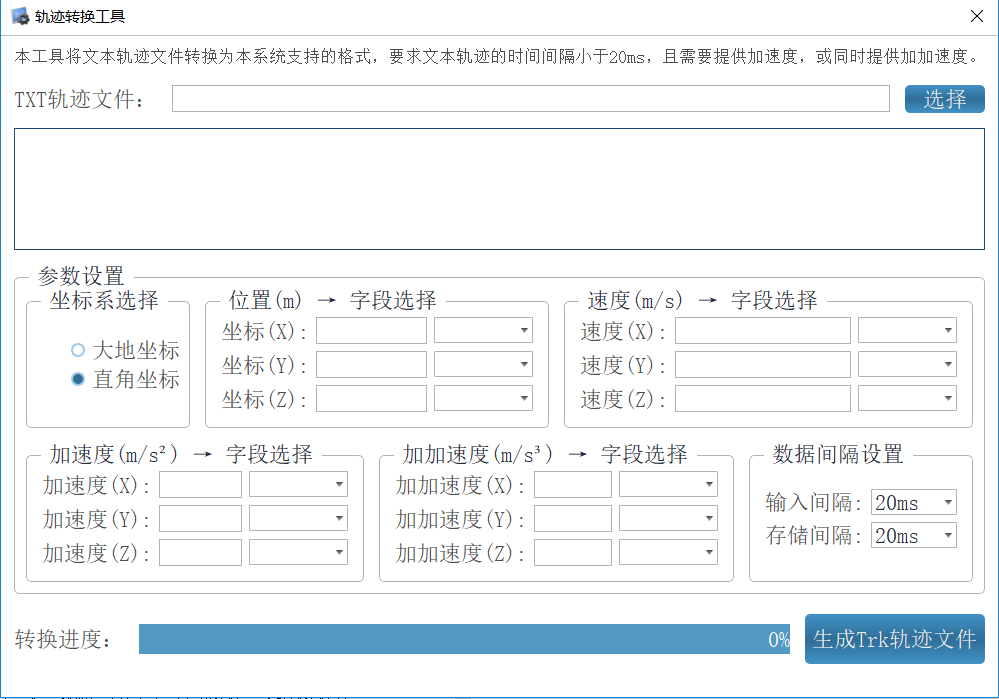 轨迹转换工具
本工具将文本轨迹文件转换为本系统支持的格式，要求文本轨迹的时间间隔小于20ms，且需要提供加速度，或同时提供加加速度。
TXT轨迹文件： 选择
参数设置
坐标系选择
大地坐标
直角坐标
位置(m) → 字段选择
坐标(X):
坐标(Y):
坐标(Z):
速度(m/s) → 字段选择
速度(X):
速度(Y):
速度(Z):
加速度(m/s²) → 字段选择
加速度(X):
加速度(Y):
加速度(Z):
加加速度(m/s³) → 字段选择
加加速度(X):
加加速度(Y):
加加速度(Z):
数据间隔设置
输入间隔: 20ms
存储间隔: 20ms
转换进度： 0% 生成Trk轨迹文件